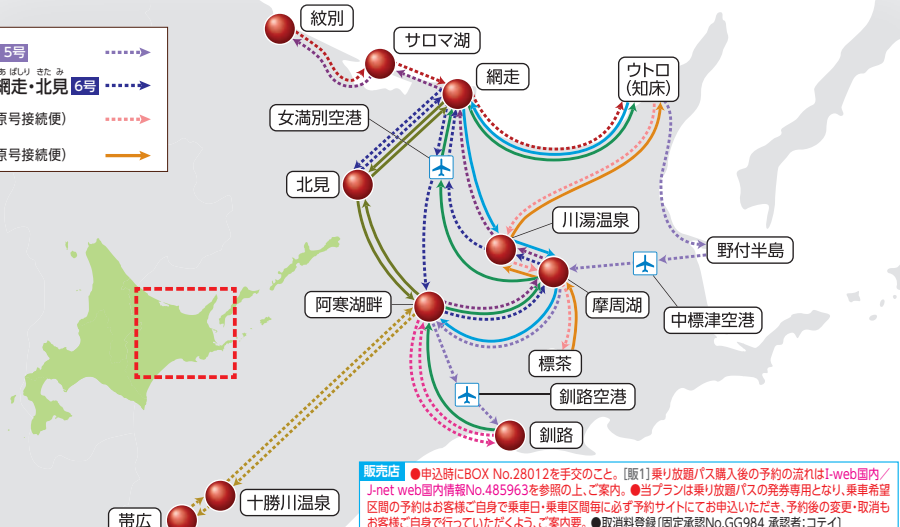 5号
あばしり きたみ
網走・北見 6号
原号接続便）
原号接続便）
紋別
サロマ湖
網走
ウトロ
（知床）
女満別空港
北見
川湯温泉
野付半島
阿寒湖畔
摩周湖
中標津空港
標茶
釧路空港
釧路
十勝川温泉
帯広
販売店 ●申込時にBOX No.28012を手交のこと。［販1］乗り放題パス購入後の予約の流れはI-web国内／
J-net web国内情報No.485963を参照の上、ご案内。●当プランは乗り放題パスの発券専用となり、乗車希望
区間の予約はお客様ご自身で乗車日・乗車区間毎に必ず予約サイトにてお申込いただき、予約後の変更・取消も
お客様ご自身で行っていただくよう、ご案内要。●取消料登録［固定承認No.GG984 承認者：コアイ］